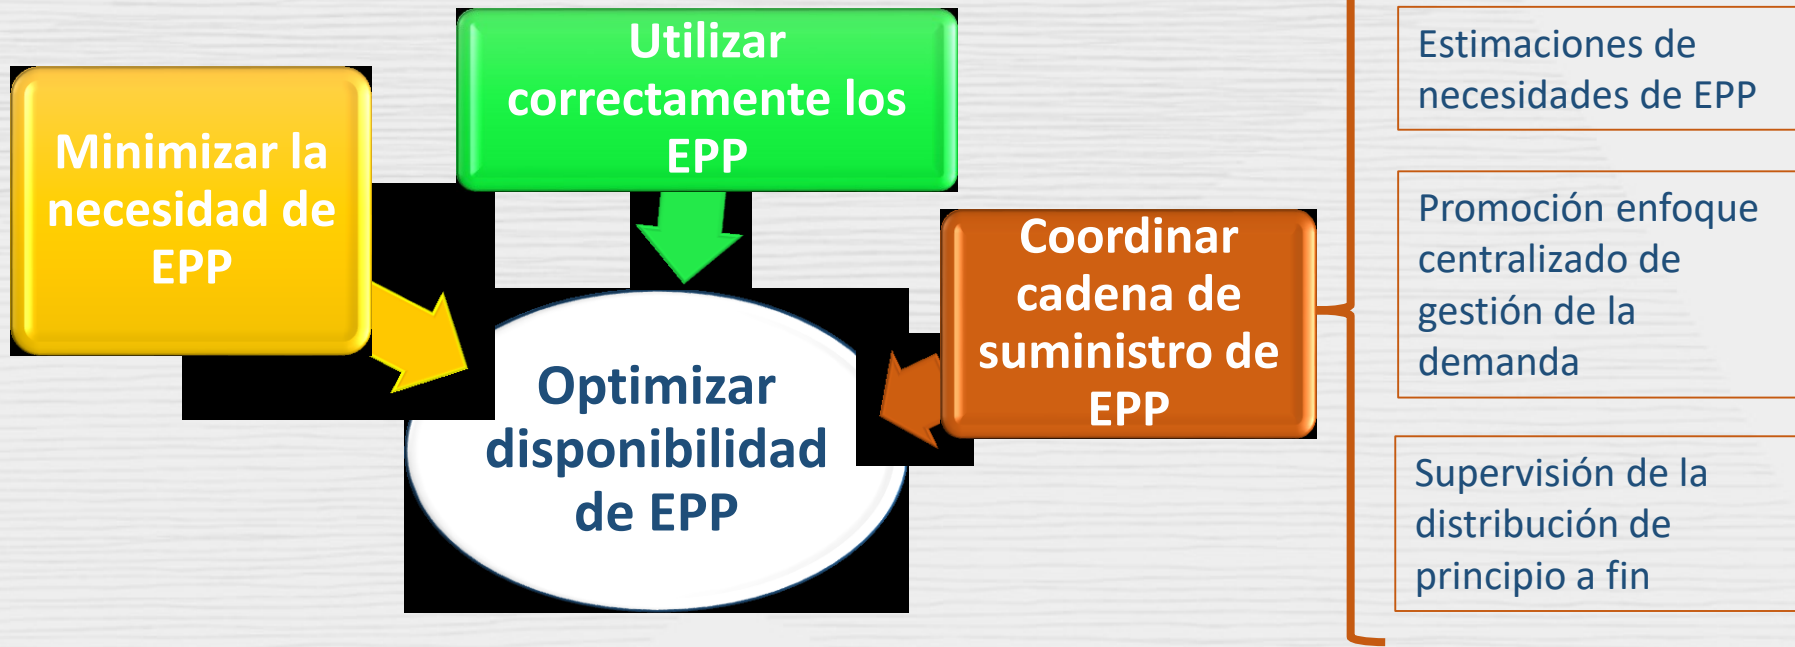 Minimizar la
necesidad de
EPP
Utilizar
correctamente los
EPP
Optimizar
disponibilidad
de EPP
Coordinar
cadena de
suministro de
EPP
Estimaciones de
necesidades de EPP
Promoción enfoque
centralizado de
gestión de la
demanda
Supervisión de la
distribución de
principio a fin